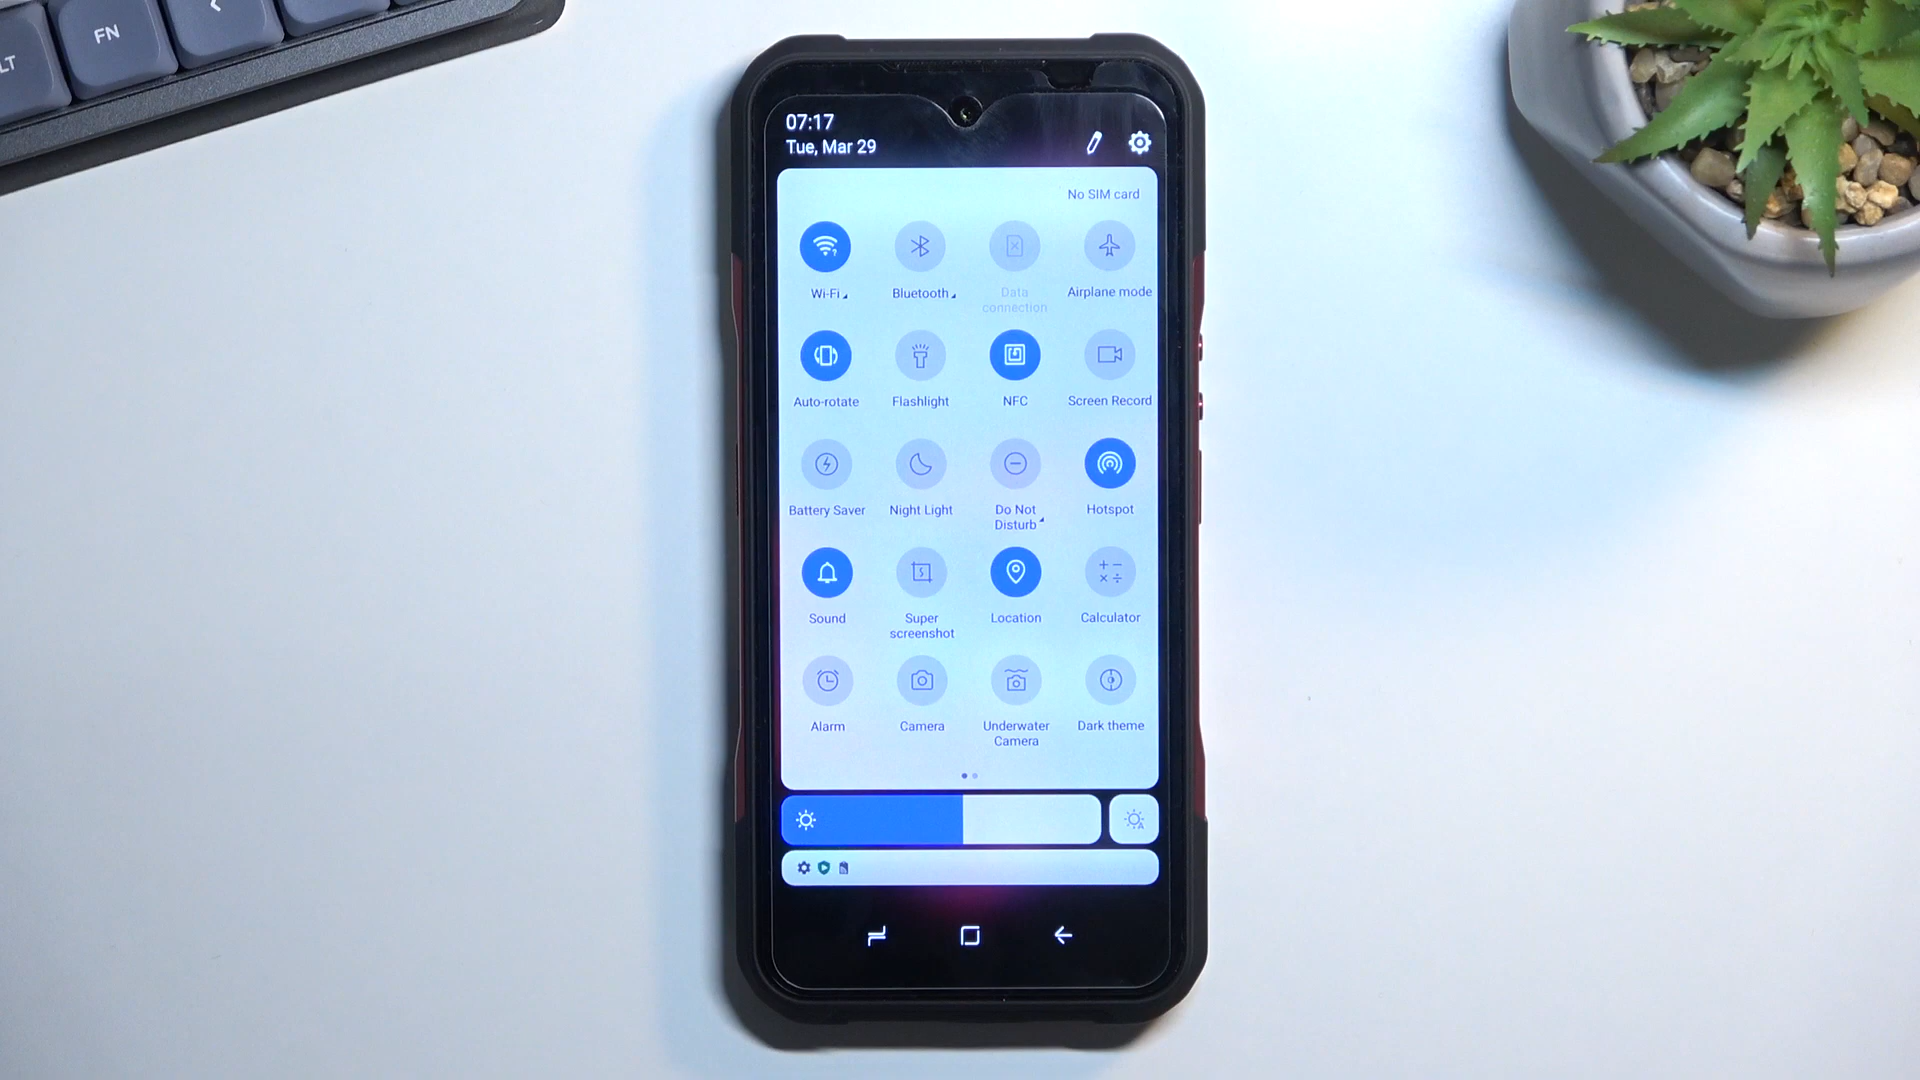 FN
LT
07:17
Tue, Mar 29
No SIM card
Wi-Fi
Bluetooth
Data
connection
Airplane mode
Auto-rotate
Flashlight
NFC
Screen Record
Battery Saver
Night Light
Do Not
Disturb
Hotspot
Sound
Super
screenshot
Location
Calculator
Alarm
Camera
Underwater
Camera
Dark theme